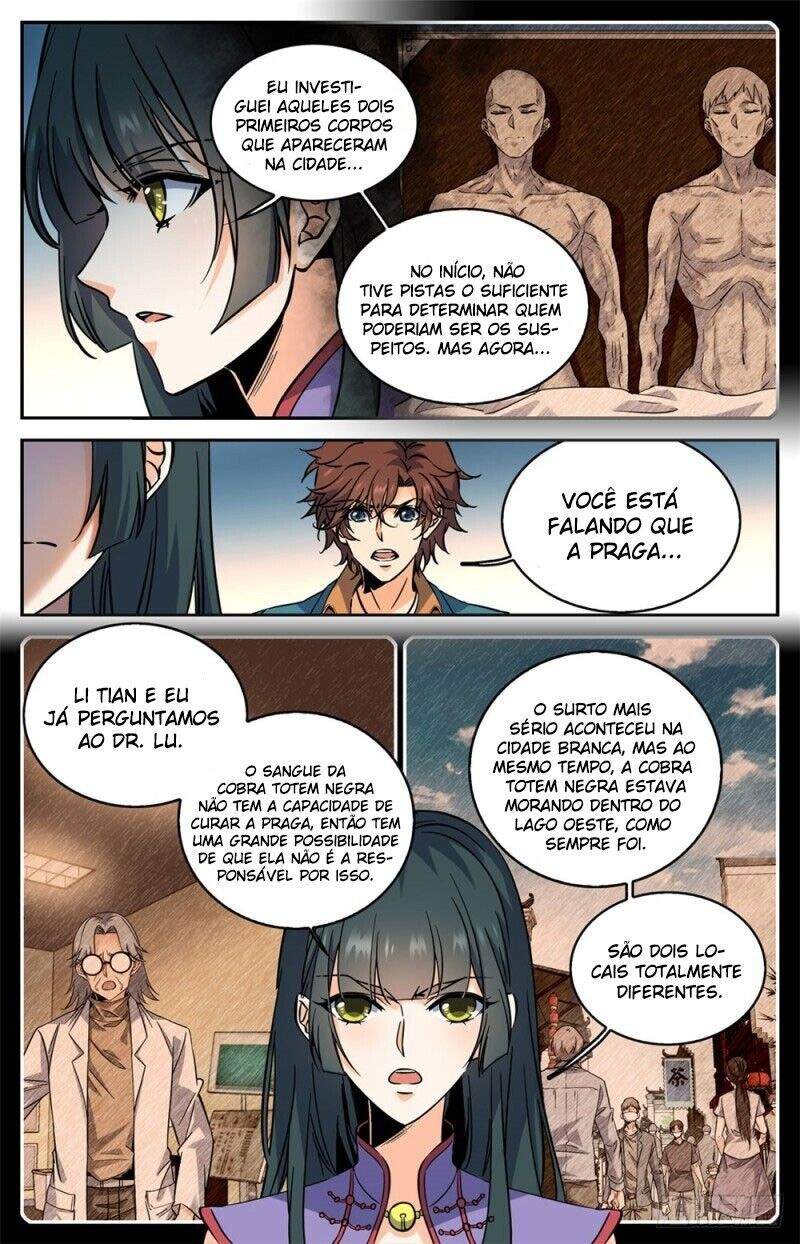 EU INVESTI-
GUEI AQUELES DOIS
PRIMEIROS CORPOS
QUE APARECERAM
NA CIDADE...
NO INÍCIO, NÃO
TIVE PISTAS O SUFICIENTE
PARA DETERMINAR QUEM
PODERIAM SER OS SUS-
PEITOS. MAS AGORA...
VOCÊ ESTÁ
FALANDO QUE
A PRAGA...
LI TIAN E EU
JÁ PERGUNTAMOS
AO DR. LU.
O SANGUE DA
COBRA TOTEM NEGRA
NÃO TEM A CAPACIDADE DE
CURAR A PRAGA, ENTÃO TEM
UMA GRANDE POSSIBILIDADE
DE QUE ELA NÃO É A RES-
PONSÁVEL POR ISSO.
O SURTO MAIS
SÉRIO ACONTECEU NA
CIDADE BRANCA, MAS AO
MESMO TEMPO, A COBRA
TOTEM NEGRA ESTAVA
MORANDO DENTRO DO
LAGO OESTE, COMO
SEMPRE FOI.
SÃO DOIS LO-
CAIS TOTALMENTE
DIFERENTES.
茶